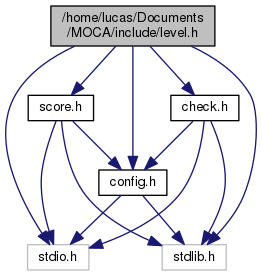 /home/lucas/Documents
/MOCA/include/level.h
score.h
check.h
config.h
stdio.h
stdlib.h